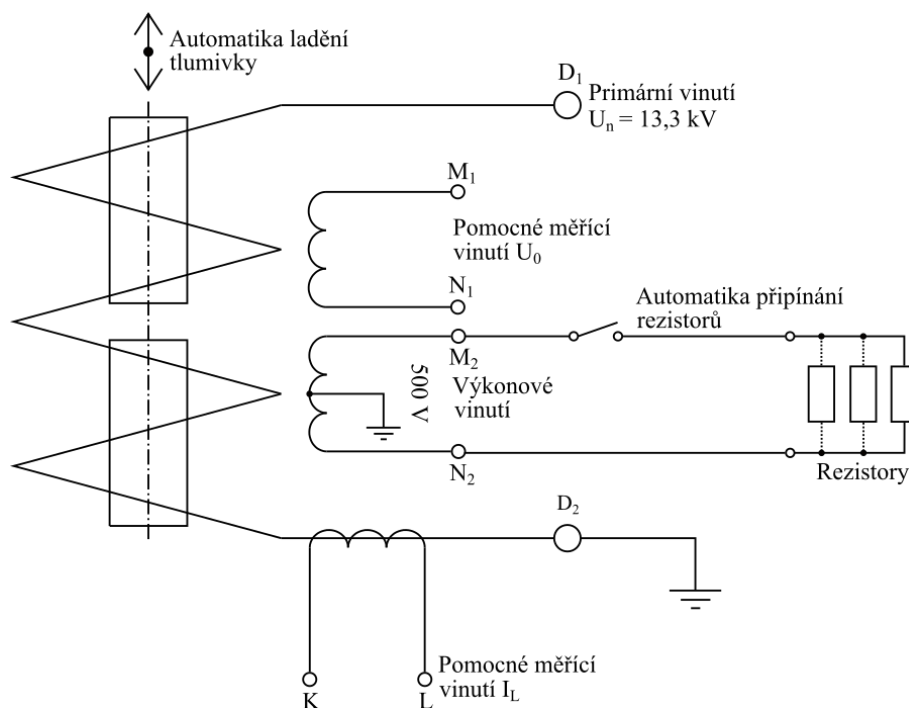 Automatika ladění
tlumivky
D₁
Primární vinutí
Uₙ = 13,3 kV
M₁
Pomocné měřící
vinutí U₀
N₁
Automatika připínání
rezistorů
M₂
500 V
Výkonové
vinutí
N₂
Rezistory
D₂
K
L
Pomocné měřící
vinutí I_L